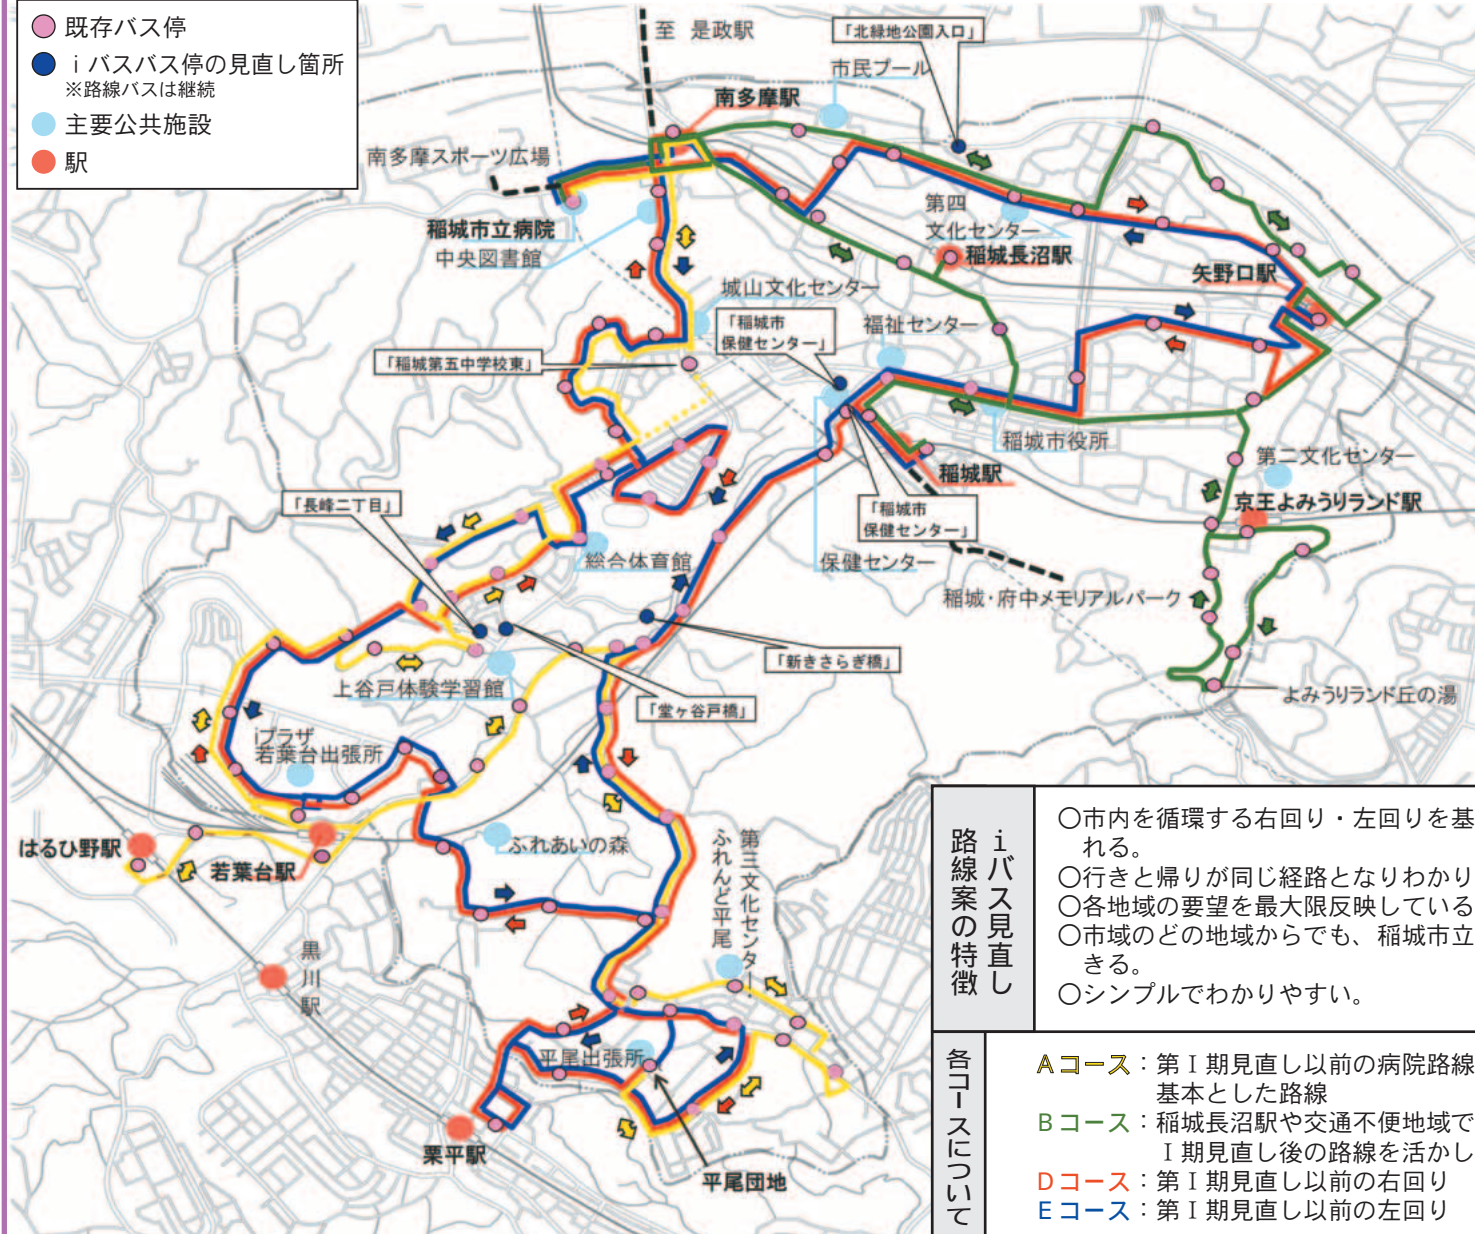 既存バス停
iバスバス停の見直し箇所
※路線バスは継続
主要公共施設
駅
至 是政駅
「北緑地公園入口」
市民プール
南多摩駅
南多摩スポーツ広場
稲城市立病院
中央図書館
第四
文化センター
稲城長沼駅
矢野口駅
城山文化センター
「稲城市
保健センター」
福祉センター
「稲城第五中学校東」
稲城市役所
第二文化センター
稲城駅
京王よみうりランド駅
「長峰二丁目」
「稲城市
保健センター」
総合体育館
保健センター
稲城・府中メモリアルパーク
「新きさらぎ橋」
上谷戸体験学習館
「堂ヶ谷戸橋」
よみうりランド丘の湯
iプラザ
若葉台出張所
はるひ野駅
若葉台駅
ふれあいの森
第三文化センター・
ふれんど平尾
黒川駅
平尾出張所
栗平駅
平尾団地
iバス見直し
路線案の特徴
○市内を循環する右回り・左回りを基
れる。
○行きと帰りが同じ経路となりわかり
○各地域の要望を最大限反映している
○市域のどの地域からでも、稲城市立
きる。
○シンプルでわかりやすい。
各コースについて
Aコース：第Ⅰ期見直し以前の病院路線
基本とした路線
Bコース：稲城長沼駅や交通不便地域で
Ⅰ期見直し後の路線を活かし
Dコース：第Ⅰ期見直し以前の右回り
Eコース：第Ⅰ期見直し以前の左回り